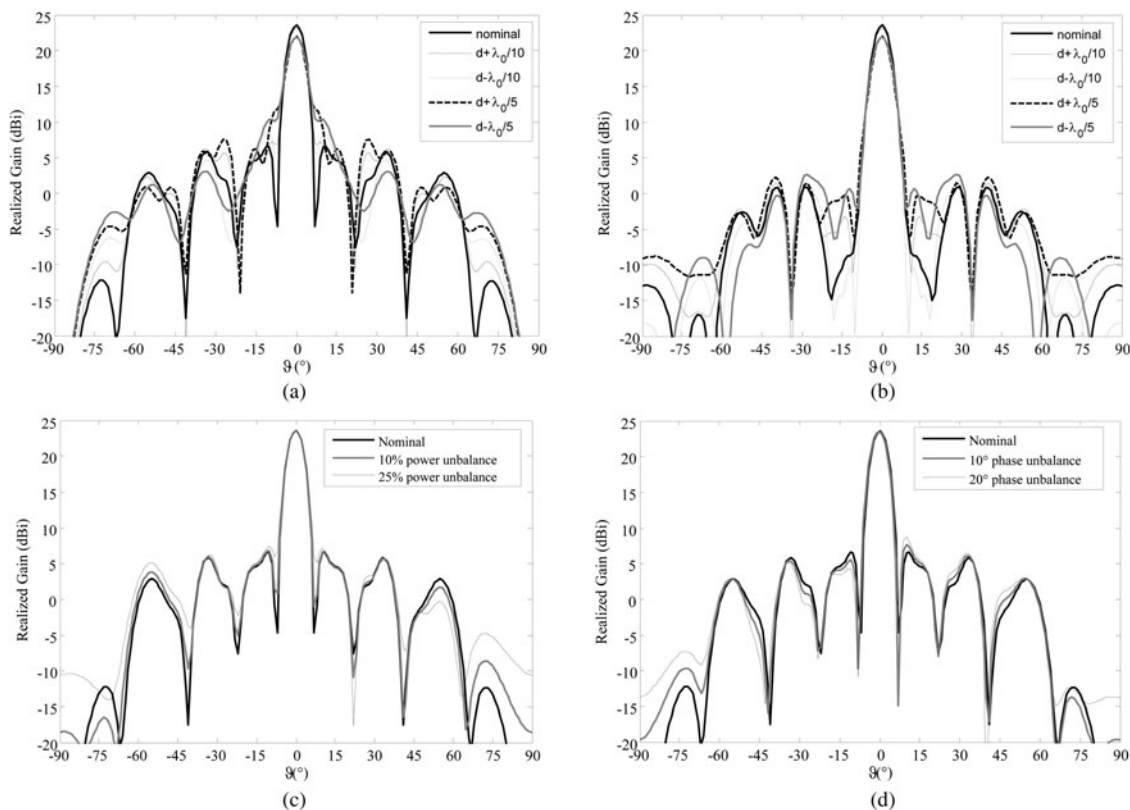 25
20
15
10
5
0
-5
-10
-15
-20
Realized Gain (dBi)
nominal
d+λ₀/10
d-λ₀/10
d+λ₀/5
d-λ₀/5
-90 -75 -60 -45 -30 -15 0 15 30 45 60 75 90
ϑ(°)
(a)
25
20
15
10
5
0
-5
-10
-15
-20
Realized Gain (dBi)
nominal
d+λ₀/10
d-λ₀/10
d+λ₀/5
d-λ₀/5
-90 -75 -60 -45 -30 -15 0 15 30 45 60 75 90
ϑ(°)
(b)
25
20
15
10
5
0
-5
-10
-15
-20
Realized Gain (dBi)
Nominal
10% power unbalance
25% power unbalance
-90 -75 -60 -45 -30 -15 0 15 30 45 60 75 90
ϑ(°)
(c)
25
20
15
10
5
0
-5
-10
-15
-20
Realized Gain (dBi)
Nominal
10° phase unbalance
20° phase unbalance
-90 -75 -60 -45 -30 -15 0 15 30 45 60 75 90
ϑ(°)
(d)